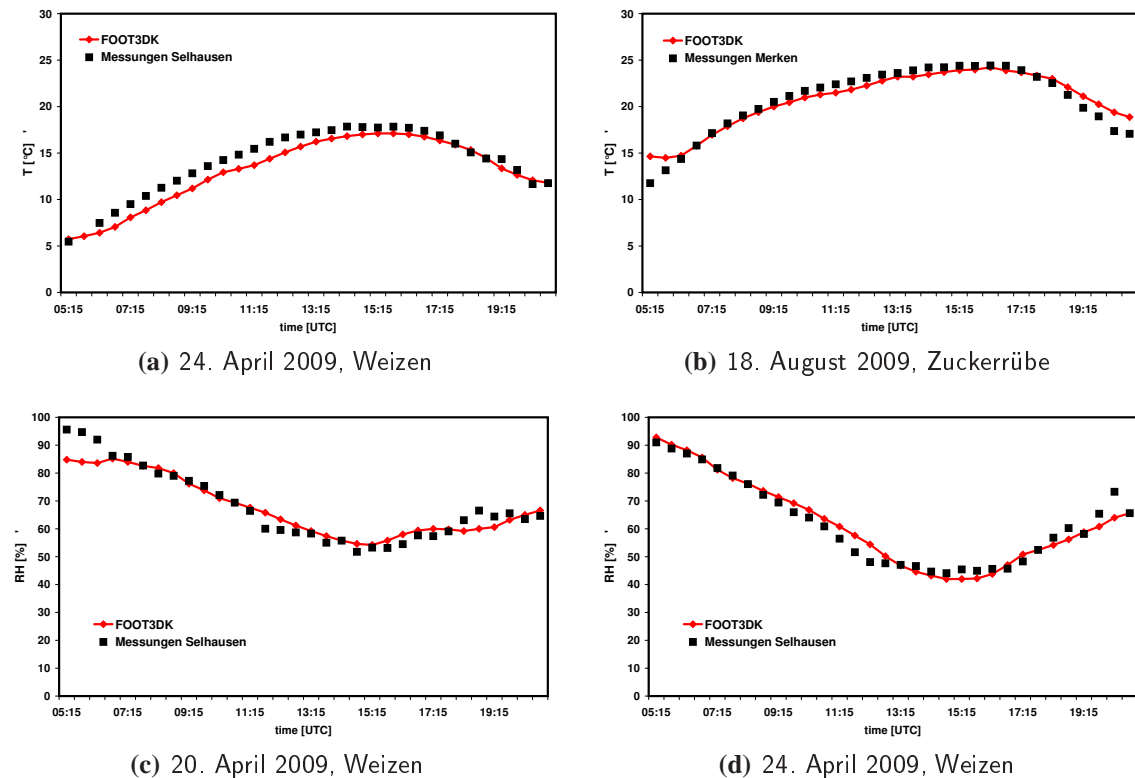 30
25
20
15
10
5
0
T [°C] '
FOOT3DK
Messungen Selhausen
05:15 07:15 09:15 11:15 13:15 15:15 17:15 19:15
time [UTC]
(a) 24. April 2009, Weizen
30
25
20
15
10
5
0
T [°C] '
FOOT3DK
Messungen Merken
05:15 07:15 09:15 11:15 13:15 15:15 17:15 19:15
time [UTC]
(b) 18. August 2009, Zuckerrübe
100
90
80
70
60
50
40
30
20
10
0
RH [%] '
FOOT3DK
Messungen Selhausen
05:15 07:15 09:15 11:15 13:15 15:15 17:15 19:15
time [UTC]
(c) 20. April 2009, Weizen
100
90
80
70
60
50
40
30
20
10
0
RH [%] '
FOOT3DK
Messungen Selhausen
05:15 07:15 09:15 11:15 13:15 15:15 17:15 19:15
time [UTC]
(d) 24. April 2009, Weizen